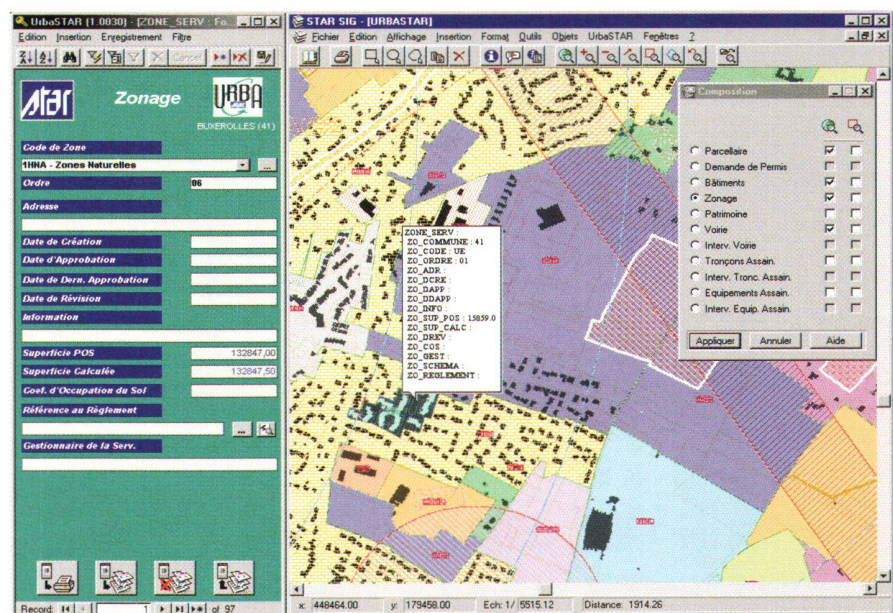 UrbaSTAR (1.0030) - [ZONE_SERV : Fo...
Edition Insertion Enregistrement Filtre
Cancel
star
Zonage
URBA
BUXEROLLES (41)
Code de Zone
1HNA - Zones Naturelles
...
Ordre
06
Adresse
Date de Création
Date d'Approbation
Date de Dern. Approbation
Date de Révision
Information
Superficie POS
132847,00
Superficie Calculée
132847,50
Coef. d'Occupation du Sol
Référence au Règlement
...
Gestionnaire de la Serv.
Record: 1 of 97
STAR SIG - [URBASTAR]
Fichier Edition Affichage Insertion Format Outils Objets UrbaSTAR Fenêtres ?
ZONE_SERV :
ZO_COMMUNE : 41
ZO_CODE : UE
ZO_ORDRE : 01
ZO_ADR :
ZO_DCRE :
ZO_DAPP :
ZO_DDAPP :
ZO_INFO :
ZO_SUP_POS : 15859.0
ZO_SUP_CALC :
ZO_DREV :
ZO_COS :
ZO_GEST :
ZO_SCHEMA :
ZO_REGLEMENT :
Composition
Parcellaire
Demande de Permis
Bâtiments
Zonage
Patrimoine
Voirie
Interv. Voirie
Tronçons Assain.
Interv. Tronc. Assain.
Equipements Assain.
Interv. Equip. Assain.
Appliquer Annuler Aide
x: 448464.00 y: 179458.00 Ech: 1/ 5515.12 Distance: 1914.26